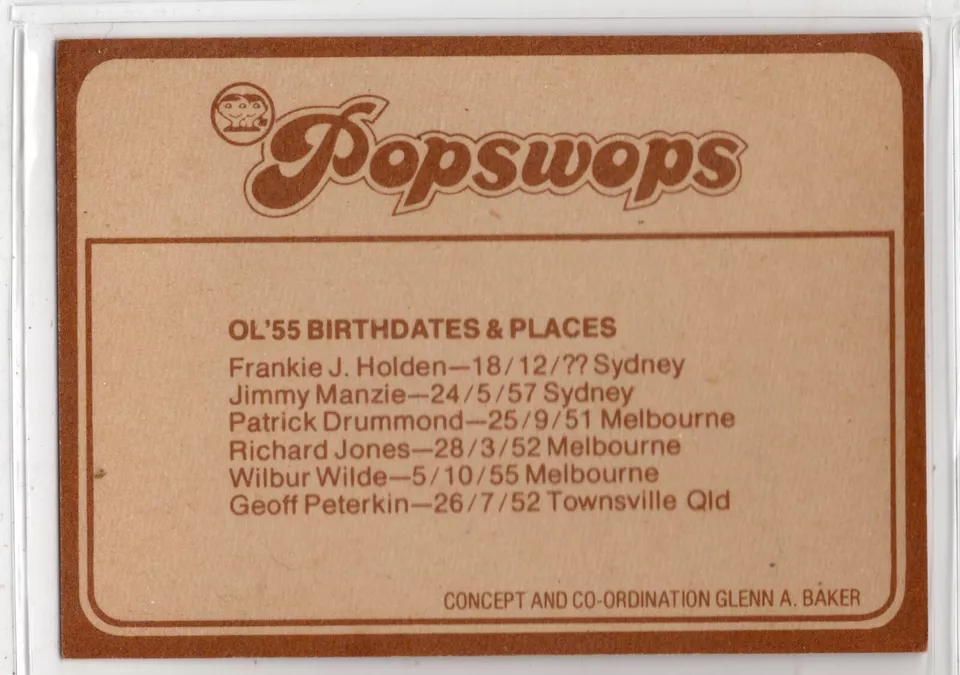 Popswops
OL'55 BIRTHDATES & PLACES
Frankie J. Holden—18/12/?? Sydney
Jimmy Manzie—24/5/57 Sydney
Patrick Drummond—25/9/51 Melbourne
Richard Jones—28/3/52 Melbourne
Wilbur Wilde—5/10/55 Melbourne
Geoff Peterkin—26/7/52 Townsville Qld
CONCEPT AND CO-ORDINATION GLENN A. BAKER